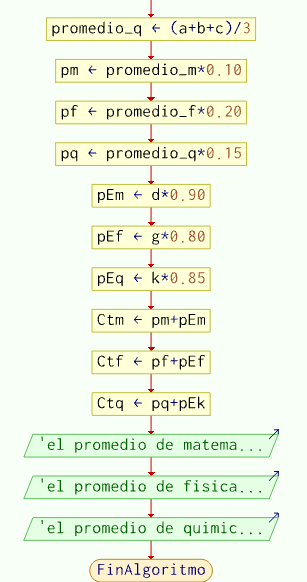 promedio_q ← (a+b+c)/3
pm ← promedio_m*0.10
pf ← promedio_f*0.20
pq ← promedio_q*0.15
pEm ← d*0.90
pEf ← g*0.80
pEq ← k*0.85
Ctm ← pm+pEm
Ctf ← pf+pEf
Ctq ← pq+pEk
'el promedio de matema...
'el promedio de fisica...
'el promedio de quimic...
FinAlgoritmo